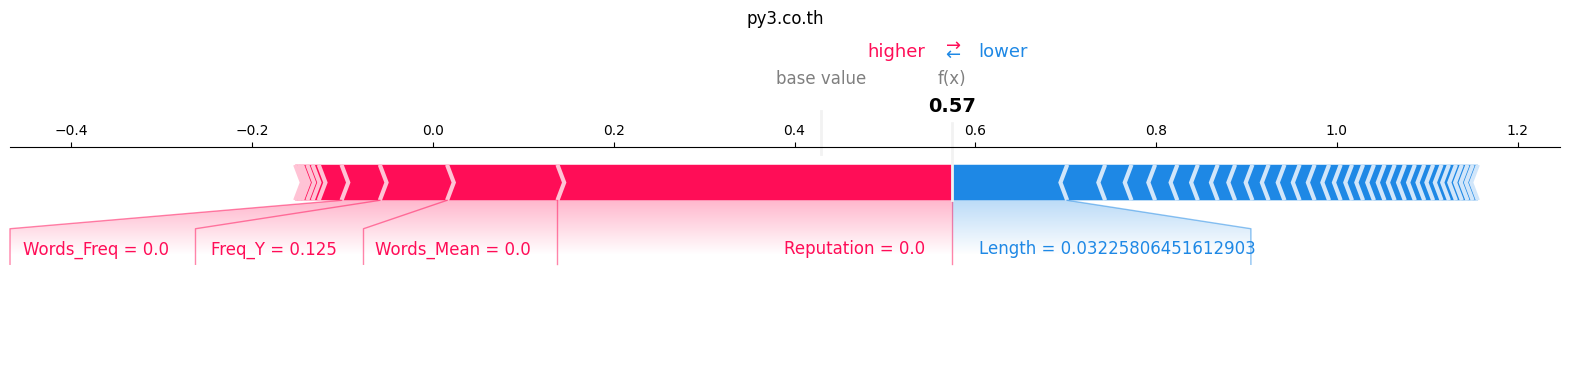 py3.co.th
higher ⇄ lower
base value f(x)
0.57
−0.4 −0.2 0.0 0.2 0.4 0.6 0.8 1.0 1.2
Words_Freq = 0.0 Freq_Y = 0.125 Words_Mean = 0.0 Reputation = 0.0 Length = 0.03225806451612903